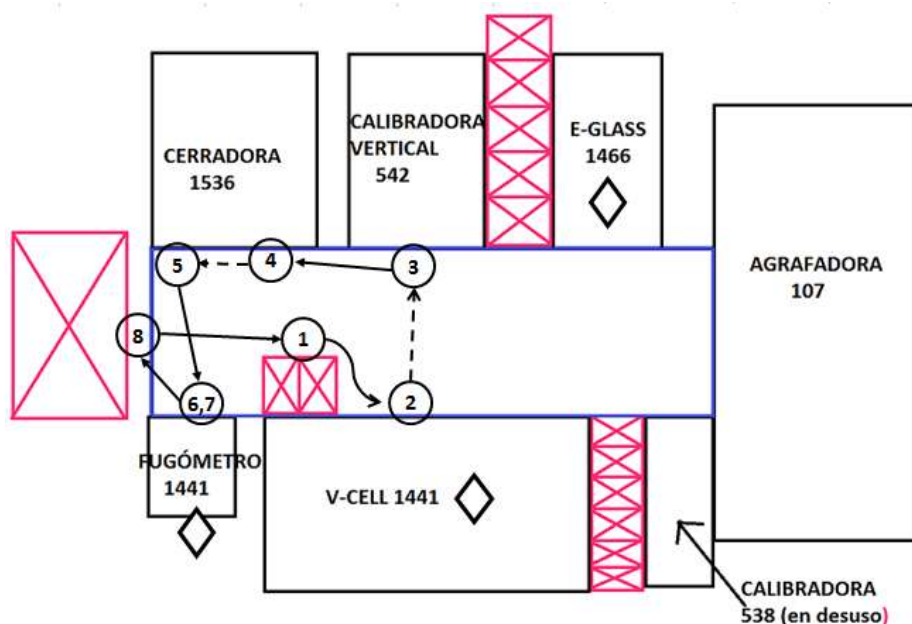 CERRADORA
1536
CALIBRADORA
VERTICAL
542
E-GLASS
1466
AGRAFADORA
107
5
4
3
8
1
6,7
2
FUGÓMETRO
1441
V-CELL 1441
CALIBRADORA
538 (en desuso)